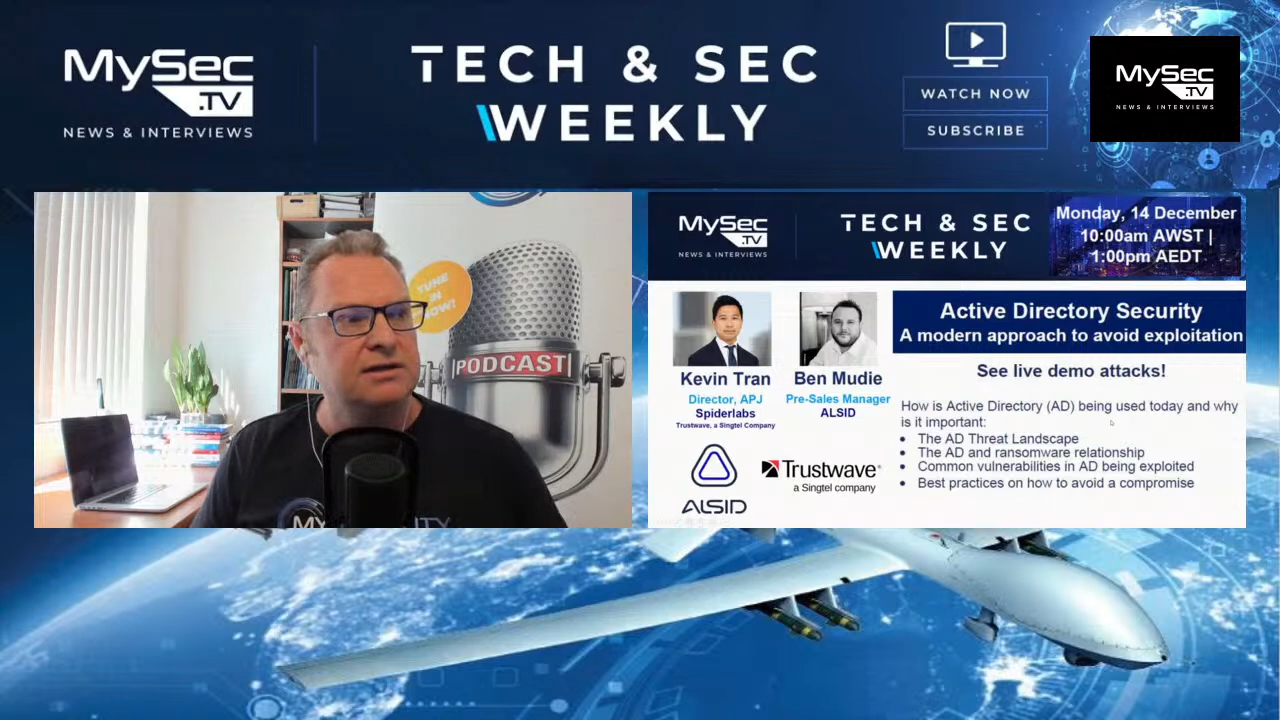 MySec
.TV
NEWS & INTERVIEWS
TECH & SEC
WEEKLY
WATCH NOW
SUBSCRIBE
MySec
.TV
NEWS & INTERVIEWS
TUNE
IN
NOW!
PODCAST
MySec
.TV
NEWS & INTERVIEWS
TECH & SEC
WEEKLY
Monday, 14 December
10:00am AWST |
1:00pm AEDT
Active Directory Security
A modern approach to avoid exploitation
See live demo attacks!
Kevin Tran
Director, APJ
Spiderlabs
Trustwave, a Singtel Company
Ben Mudie
Pre-Sales Manager
ALSID
How is Active Directory (AD) being used today and why
is it important:
• The AD Threat Landscape
• The AD and ransomware relationship
• Common vulnerabilities in AD being exploited
• Best practices on how to avoid a compromise
ALSID
Trustwave®
a Singtel company